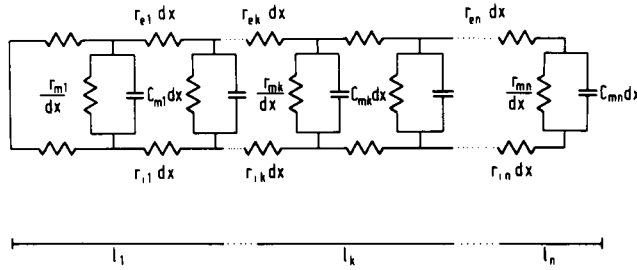 r_e1 dx r_ek dx r_en dx
r_m1/dx C_m1 dx r_mk/dx C_mk dx r_mn/dx C_mn dx
r_i1 dx r_ik dx r_in dx
l_1 l_k l_n